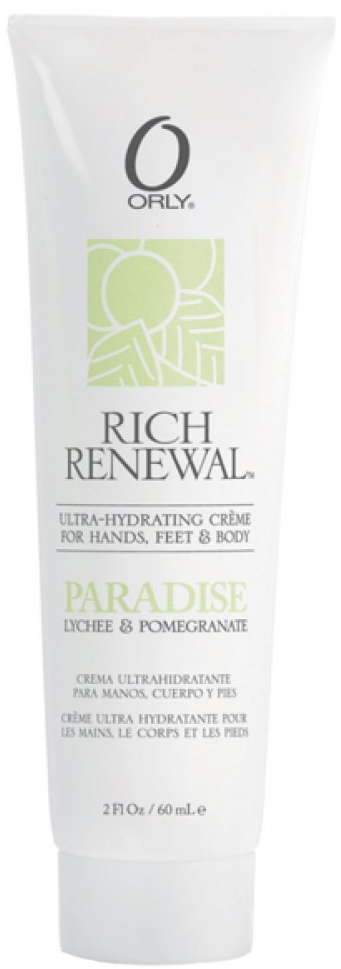 O
ORLY®
RICH
RENEWAL™
ULTRA-HYDRATING CRÈME
FOR HANDS, FEET & BODY
PARADISE
LYCHEE & POMEGRANATE
CREMA ULTRAHIDRATANTE
PARA MANOS, CUERPO Y PIES
CRÈME ULTRA HYDRATANTE POUR
LES MAINS, LE CORPS ET LES PIEDS
2 Fl Oz / 60 mL e